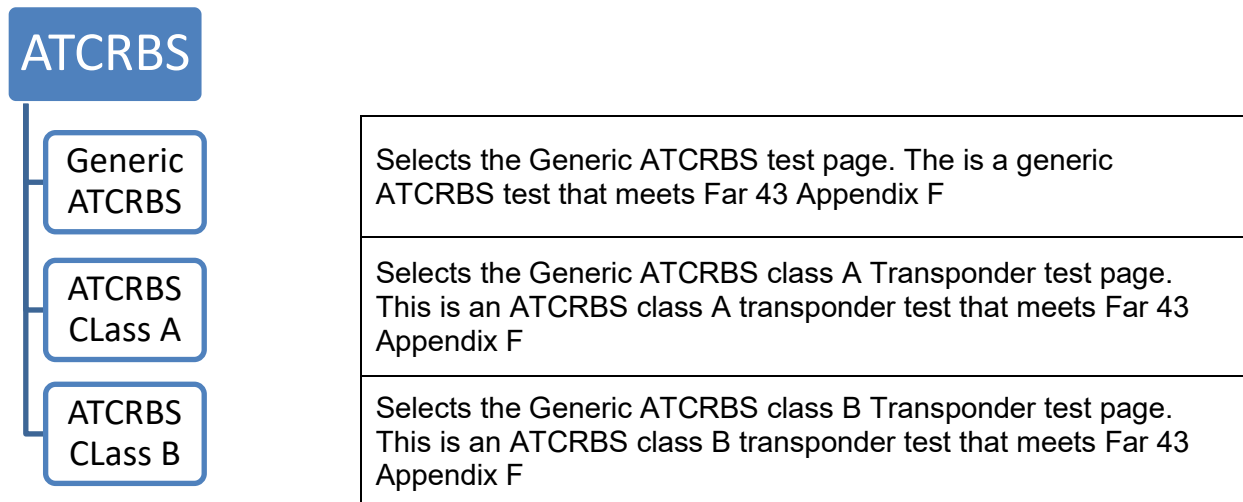 ATCRBS
Generic
ATCRBS
Selects the Generic ATCRBS test page. The is a generic
ATCRBS test that meets Far 43 Appendix F
ATCRBS
CLass A
Selects the Generic ATCRBS class A Transponder test page.
This is an ATCRBS class A transponder test that meets Far 43
Appendix F
ATCRBS
CLass B
Selects the Generic ATCRBS class B Transponder test page.
This is an ATCRBS class B transponder test that meets Far 43
Appendix F